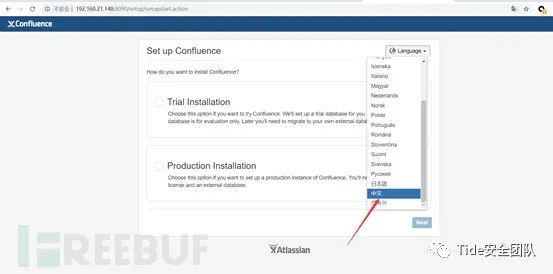 不安全 | 192.168.21.148:8090/setup/setupstart.action
Confluence
Set up Confluence
Language
How do you want to install Confluence?
Íslenska
Italiano
Magyar
Nederlands
Norsk
Polski
Português
Română
Slovenčina
Suomi
Svenska
Русский
日本語
中文
한국어
Trial Installation
Choose this option if you want to try Confluence. We'll set up a trial database for you
database is for evaluation only. Later you'll need to migrate to your own external datab
Production Installation
Choose this option if you want to set up a production instance of Confluence. You'll ne
license and an external database.
Next
Atlassian
FREEBUF
Tide安全团队